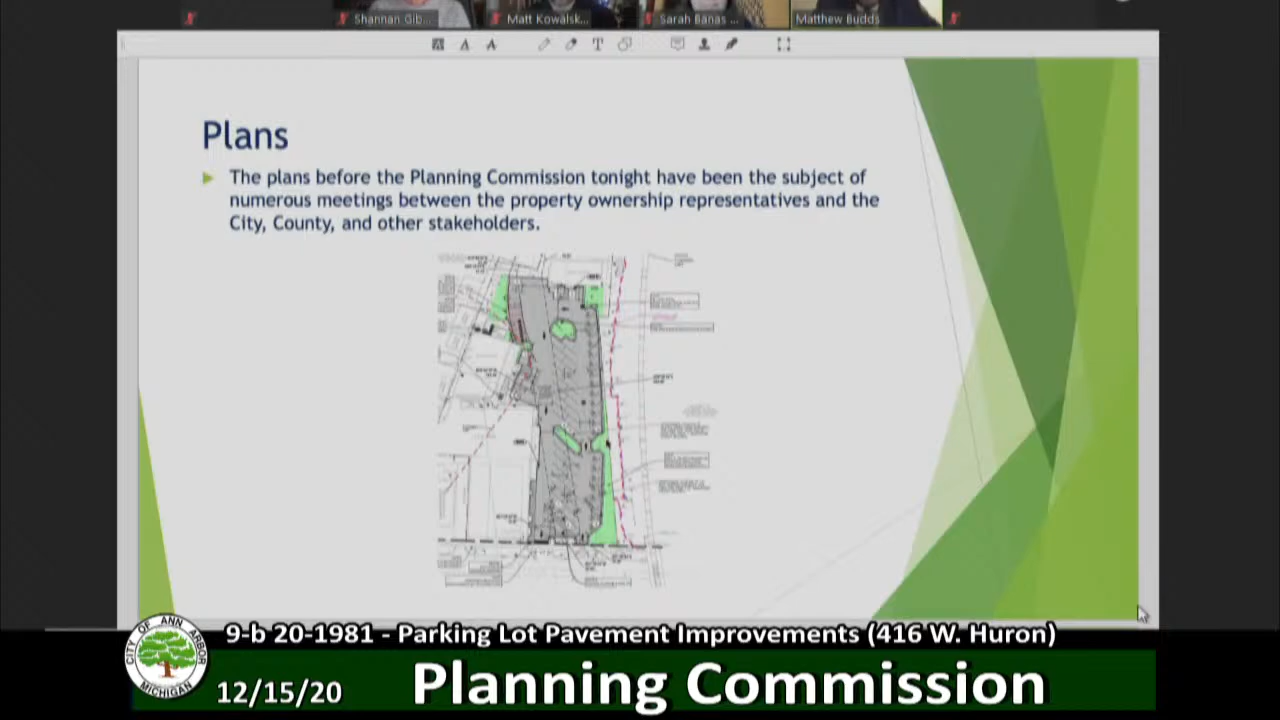 Shannan Gib...
Matt Kowalsk...
Sarah Banas ...
Matthew Budds
Plans
The plans before the Planning Commission tonight have been the subject of
numerous meetings between the property ownership representatives and the
City, County, and other stakeholders.
CITY OF ANN ARBOR
MICHIGAN
9-b 20-1981 - Parking Lot Pavement Improvements (416 W. Huron)
12/15/20
Planning Commission